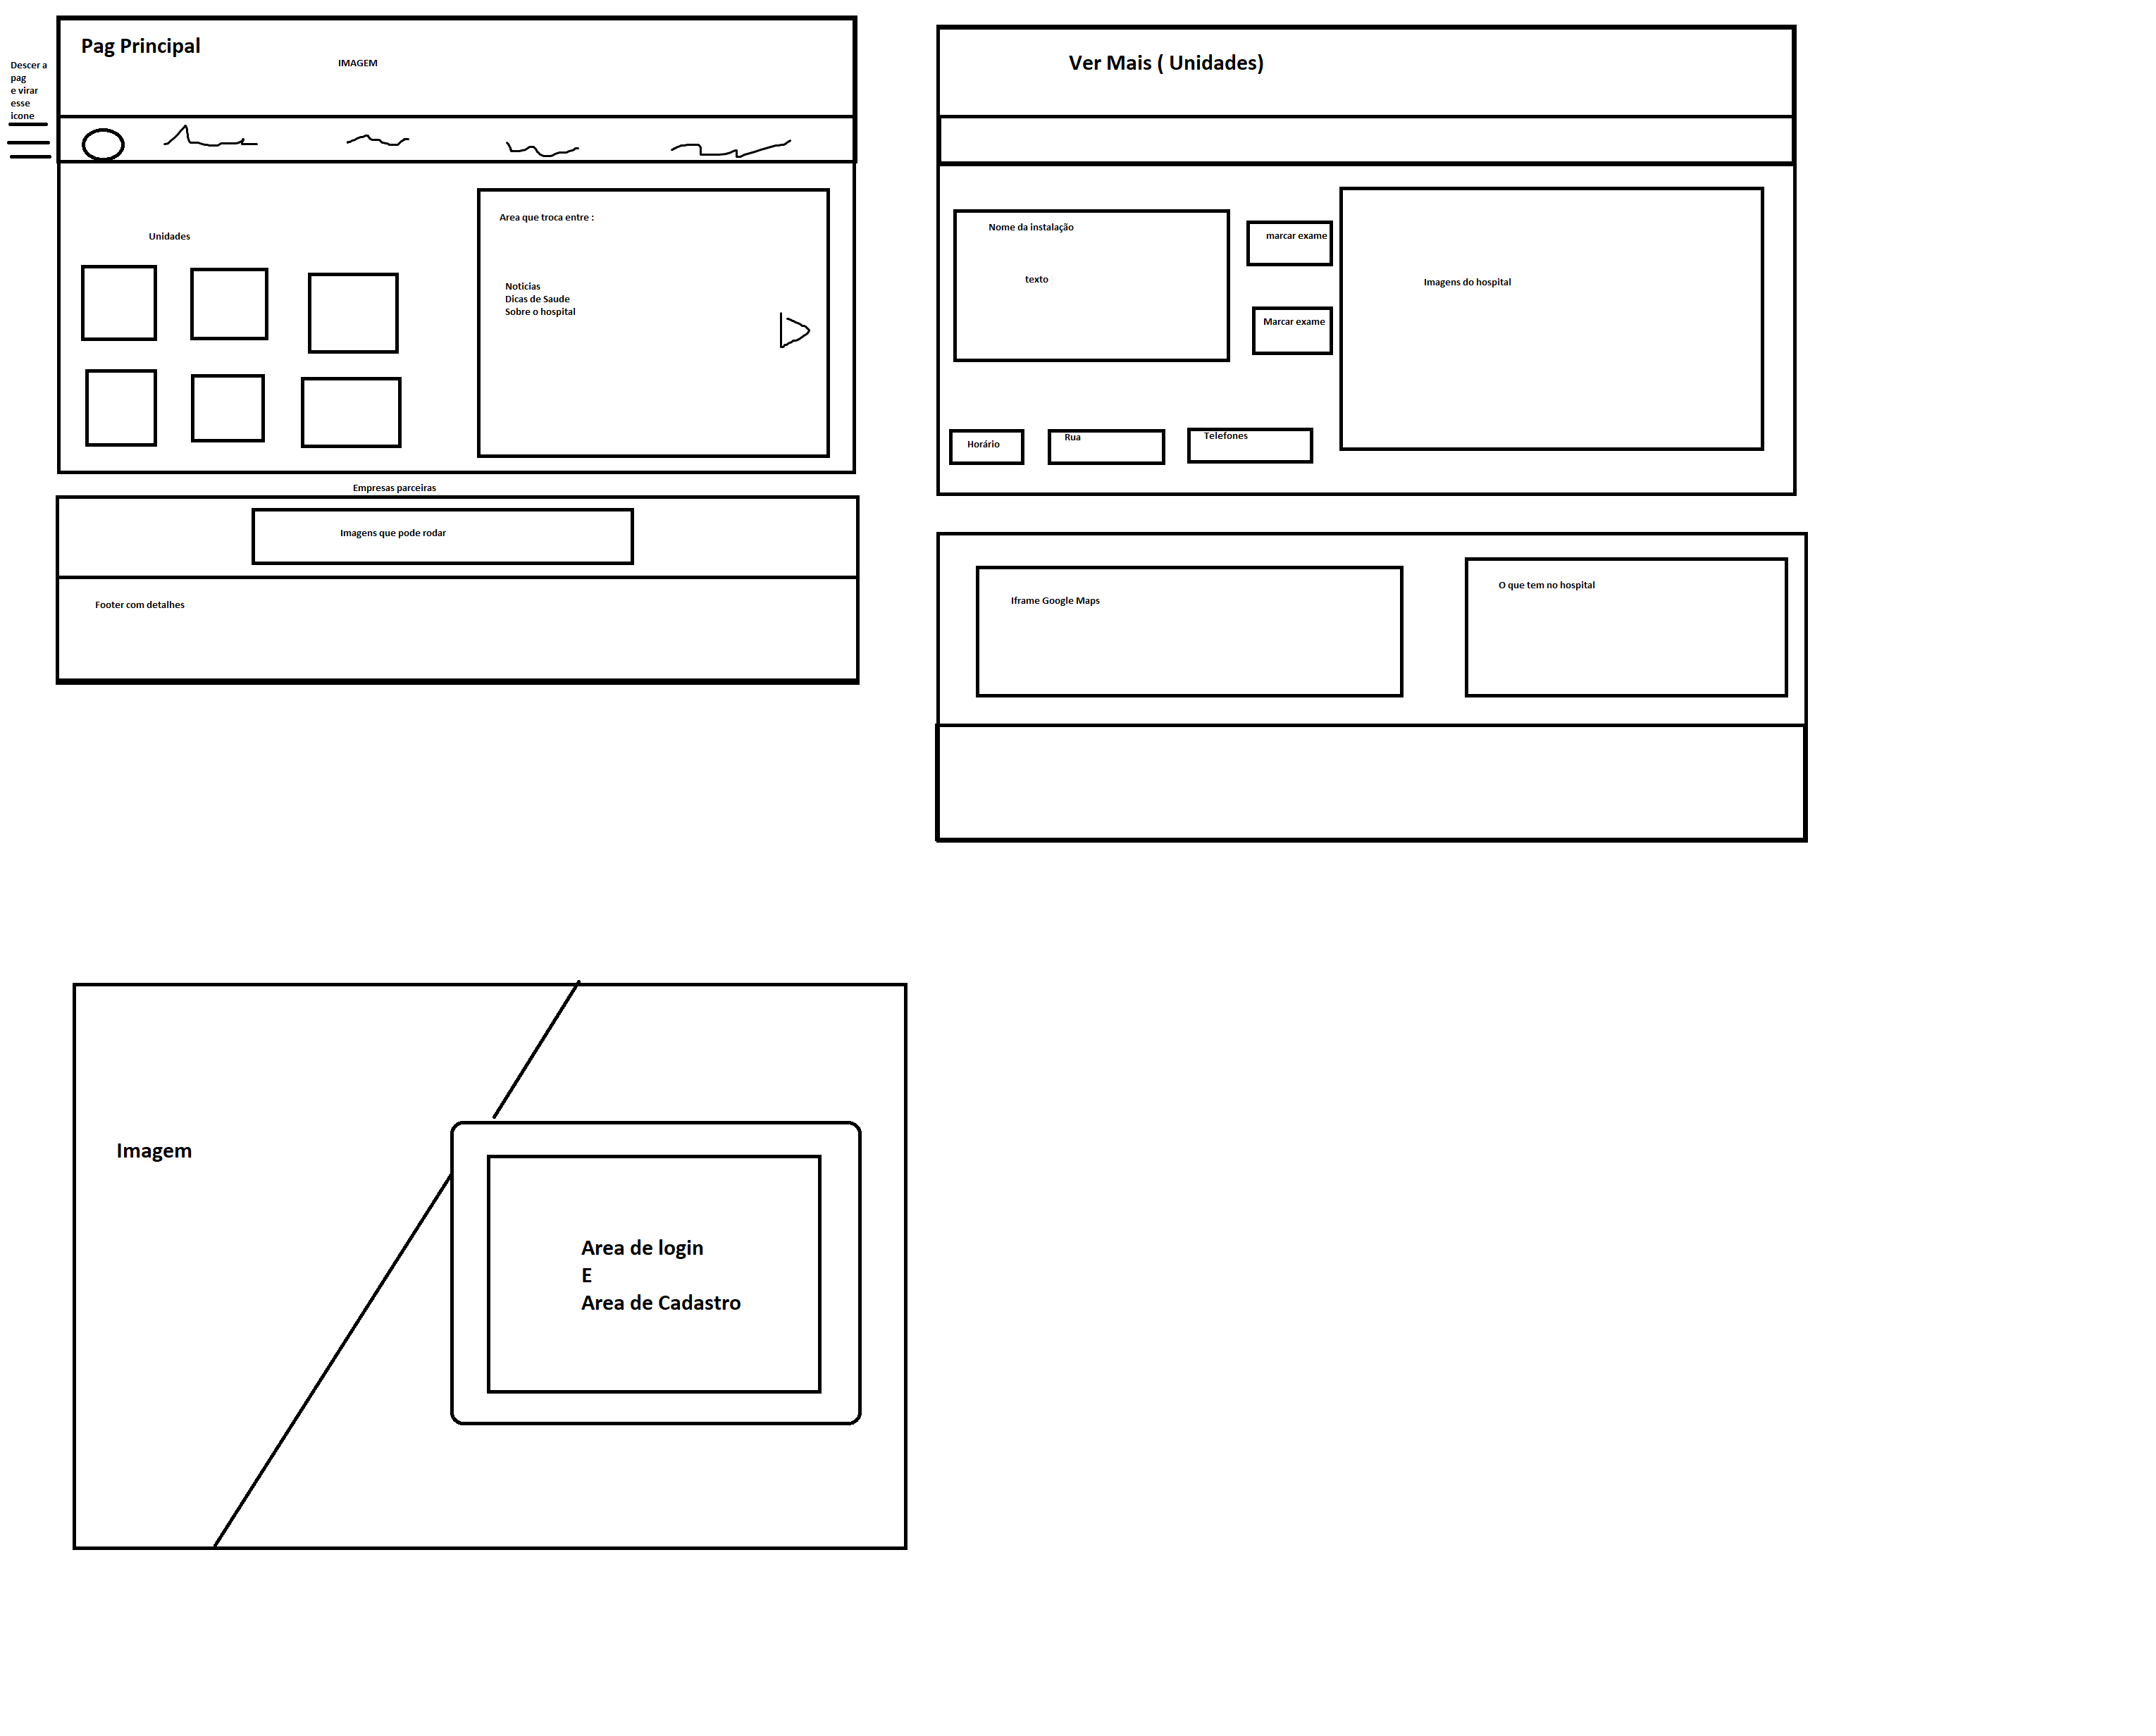 Pag Principal
IMAGEM
Descer a
pag
e virar
esse
icone
Unidades
Area que troca entre :
Noticias
Dicas de Saude
Sobre o hospital
Empresas parceiras
Imagens que pode rodar
Footer com detalhes
Ver Mais ( Unidades)
Nome da instalação
texto
marcar exame
Marcar exame
Imagens do hospital
Horário
Rua
Telefones
Iframe Google Maps
O que tem no hospital
Imagem
Area de login
E
Area de Cadastro